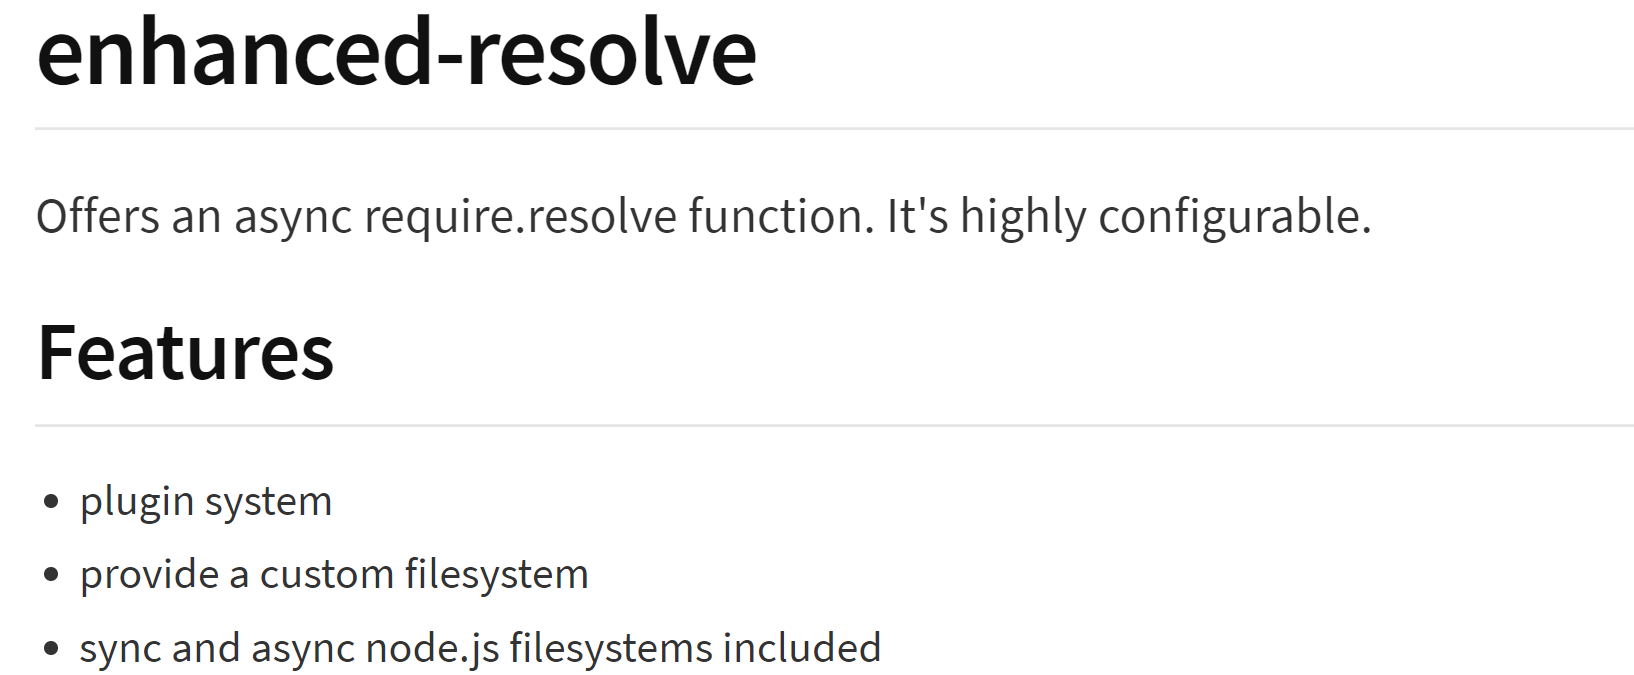 enhanced-resolve
Offers an async require.resolve function. It's highly configurable.
Features
plugin system
provide a custom filesystem
sync and async node.js filesystems included